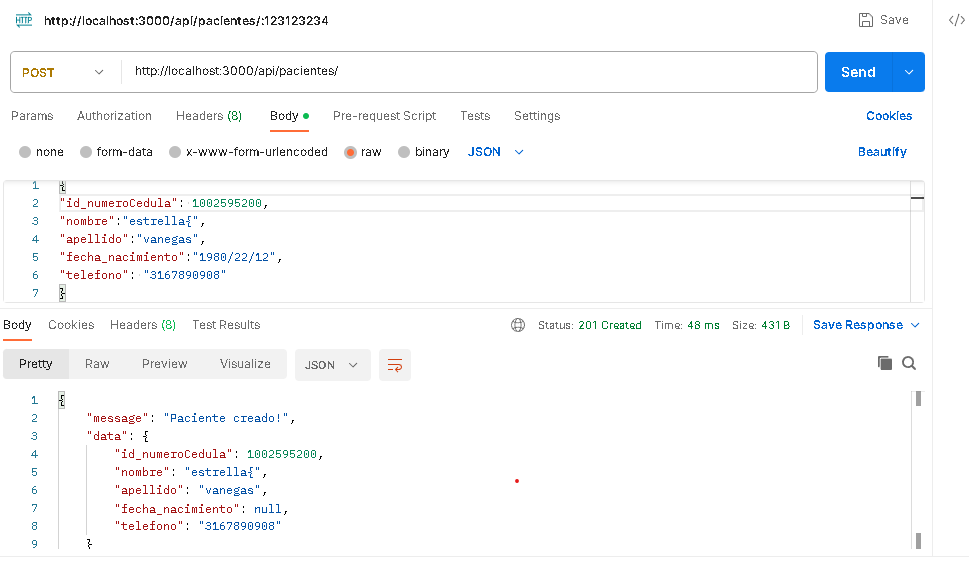 HTTP http://localhost:3000/api/pacientes/:123123234 Save </>
POST http://localhost:3000/api/pacientes/ Send
Params Authorization Headers (8) Body Pre-request Script Tests Settings Cookies
none form-data x-www-form-urlencoded raw binary JSON Beautify
1 {
2 "id_numeroCedula": 1002595200,
3 "nombre":"estrella{",
4 "apellido":"vanegas",
5 "fecha_nacimiento":"1980/22/12",
6 "telefono": "3167890908"
7 }
Body Cookies Headers (8) Test Results Status: 201 Created Time: 48 ms Size: 431 B Save Response
Pretty Raw Preview Visualize JSON
1 {
2 "message": "Paciente creado!",
3 "data": {
4 "id_numeroCedula": 1002595200,
5 "nombre": "estrella{",
6 "apellido": "vanegas",
7 "fecha_nacimiento": null,
8 "telefono": "3167890908"
9 }